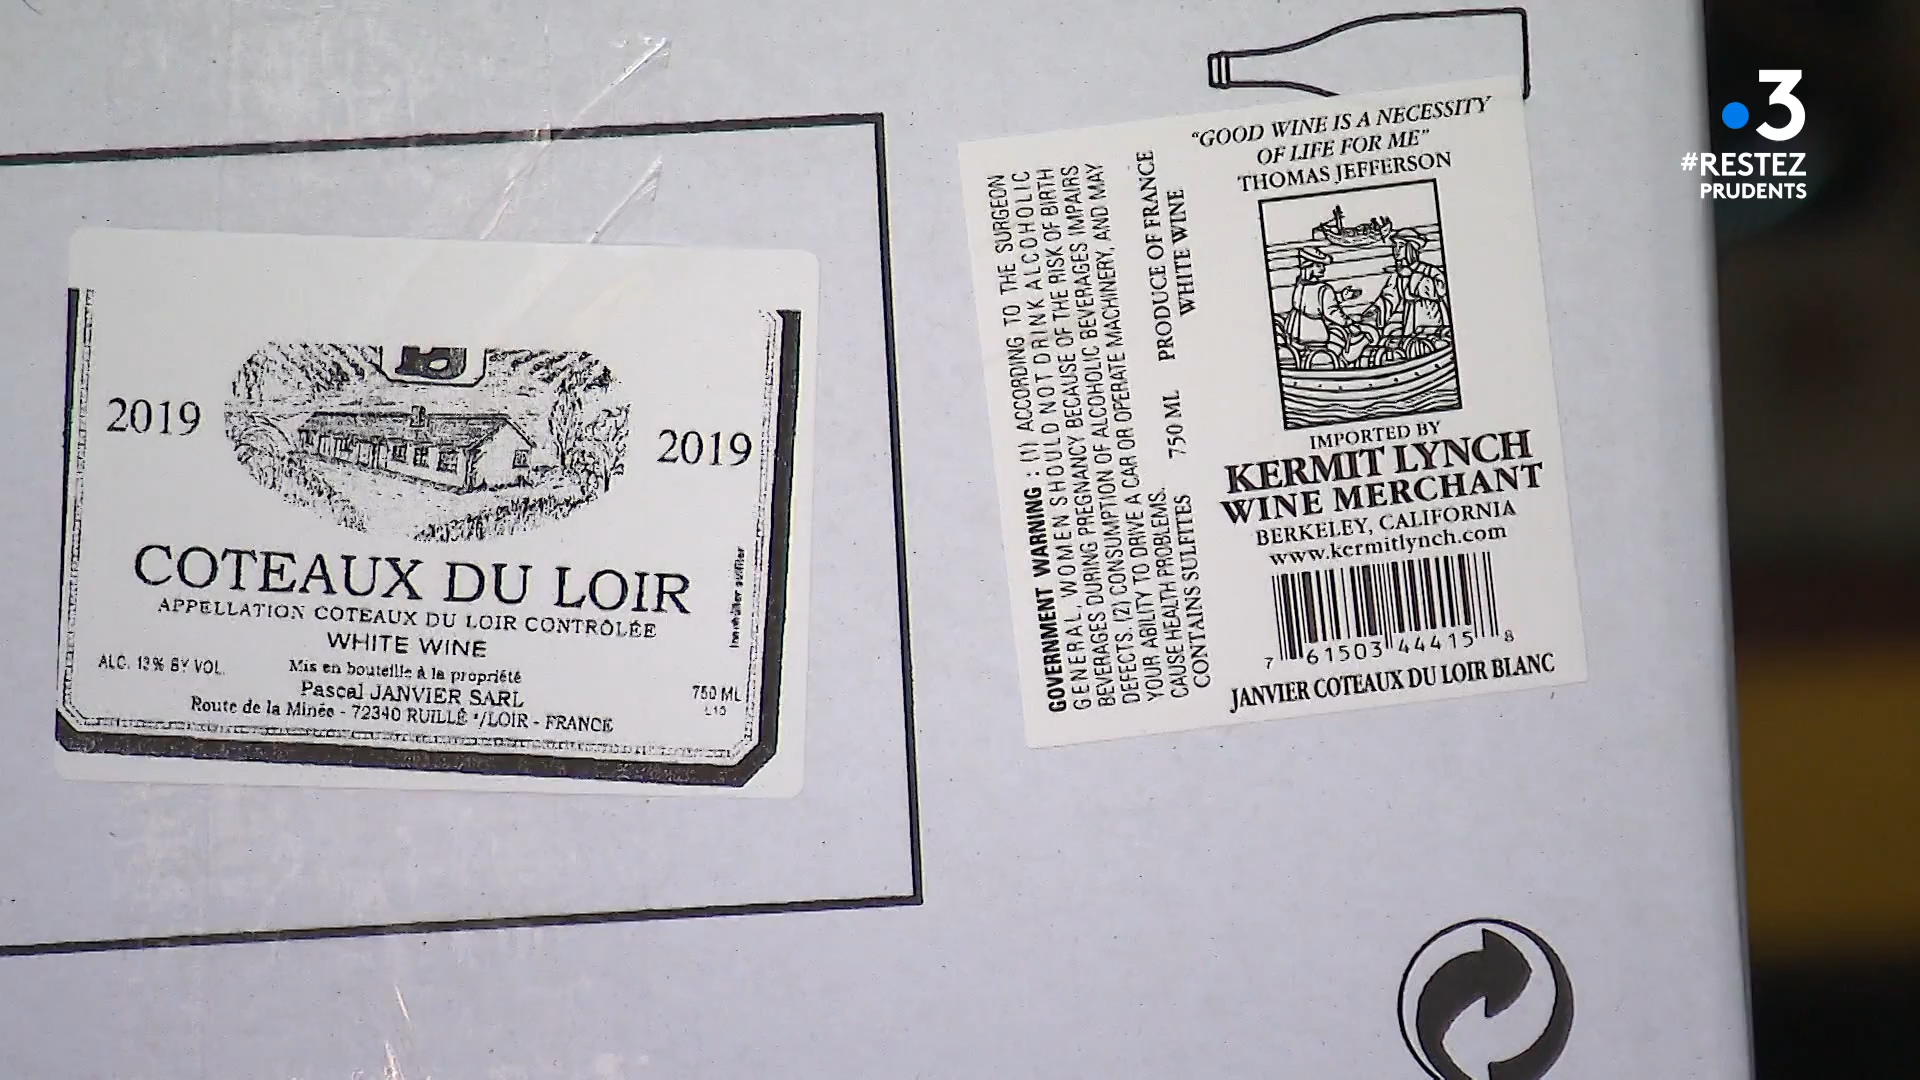 2019
2019
COTEAUX DU LOIR
APPELLATION COTEAUX DU LOIR CONTRÔLÉE
WHITE WINE
ALC. 13% BY VOL.
Mis en bouteille à la propriété
Pascal JANVIER SARL
750 ML
Route de la Minée - 72340 RUILLÉ s/LOIR - FRANCE
"GOOD WINE IS A NECESSITY
OF LIFE FOR ME"
THOMAS JEFFERSON
IMPORTED BY
KERMIT LYNCH
WINE MERCHANT
BERKELEY, CALIFORNIA
www.kermitlynch.com
7 61503 44415 8
JANVIER COTEAUX DU LOIR BLANC
GOVERNMENT WARNING : (1) ACCORDING TO THE SURGEON
GENERAL, WOMEN SHOULD NOT DRINK ALCOHOLIC
BEVERAGES DURING PREGNANCY BECAUSE OF THE RISK OF BIRTH
DEFECTS. (2) CONSUMPTION OF ALCOHOLIC BEVERAGES IMPAIRS
YOUR ABILITY TO DRIVE A CAR OR OPERATE MACHINERY, AND MAY
CAUSE HEALTH PROBLEMS.
CONTAINS SULFITES
750 ML PRODUCE OF FRANCE
WHITE WINE
3
#RESTEZ
PRUDENTS